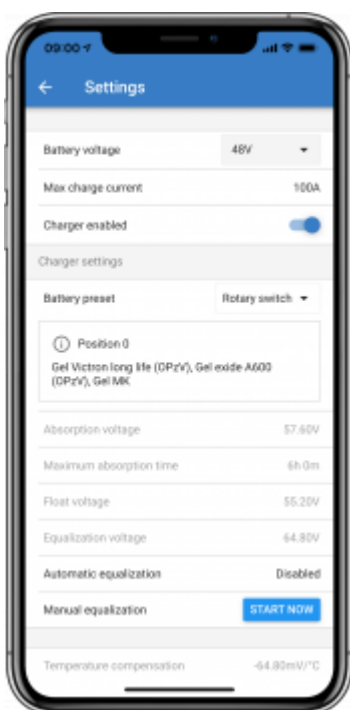 09:00
Settings
Battery voltage 48V
Max charge current 100A
Charger enabled
Charger settings
Battery preset Rotary switch
Position 0
Gel Victron long life (OPzV), Gel exide A600
(OPzV), Gel MK
Absorption voltage 57.60V
Maximum absorption time 6h 0m
Float voltage 55.20V
Equalization voltage 64.80V
Automatic equalization Disabled
Manual equalization START NOW
Temperature compensation -64.80mV/°C